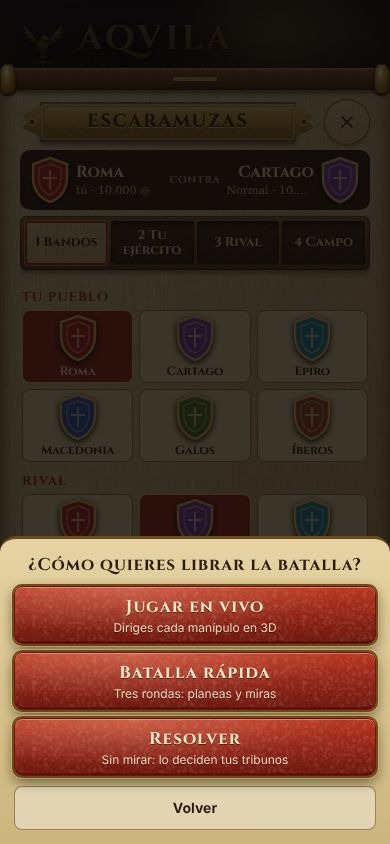 AQVILA
ESCARAMUZAS
ROMA
tú · 10.000 ◎
CONTRA
CARTAGO
Normal · 10.…
1 BANDOS
2 TU EJÉRCITO
3 RIVAL
4 CAMPO
TU PUEBLO
ROMA
CARTAGO
EPIRO
MACEDONIA
GALOS
ÍBEROS
RIVAL
¿CÓMO QUIERES LIBRAR LA BATALLA?
JUGAR EN VIVO
Diriges cada manípulo en 3D
BATALLA RÁPIDA
Tres rondas: planeas y miras
RESOLVER
Sin mirar: lo deciden tus tribunos
Volver